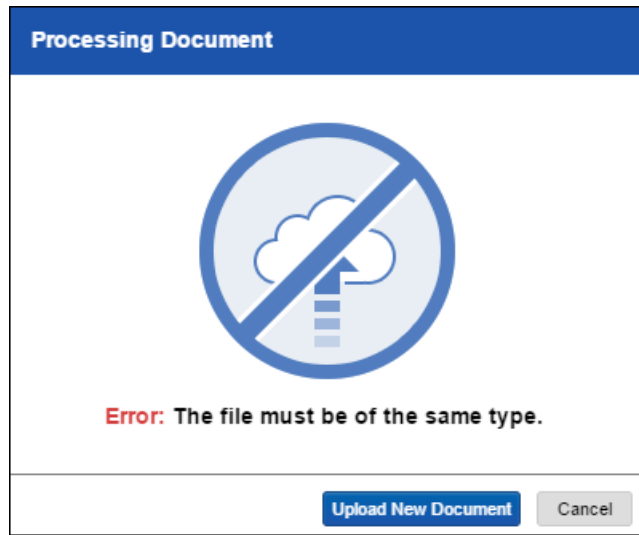 Processing Document
Error: The file must be of the same type.
Upload New Document
Cancel